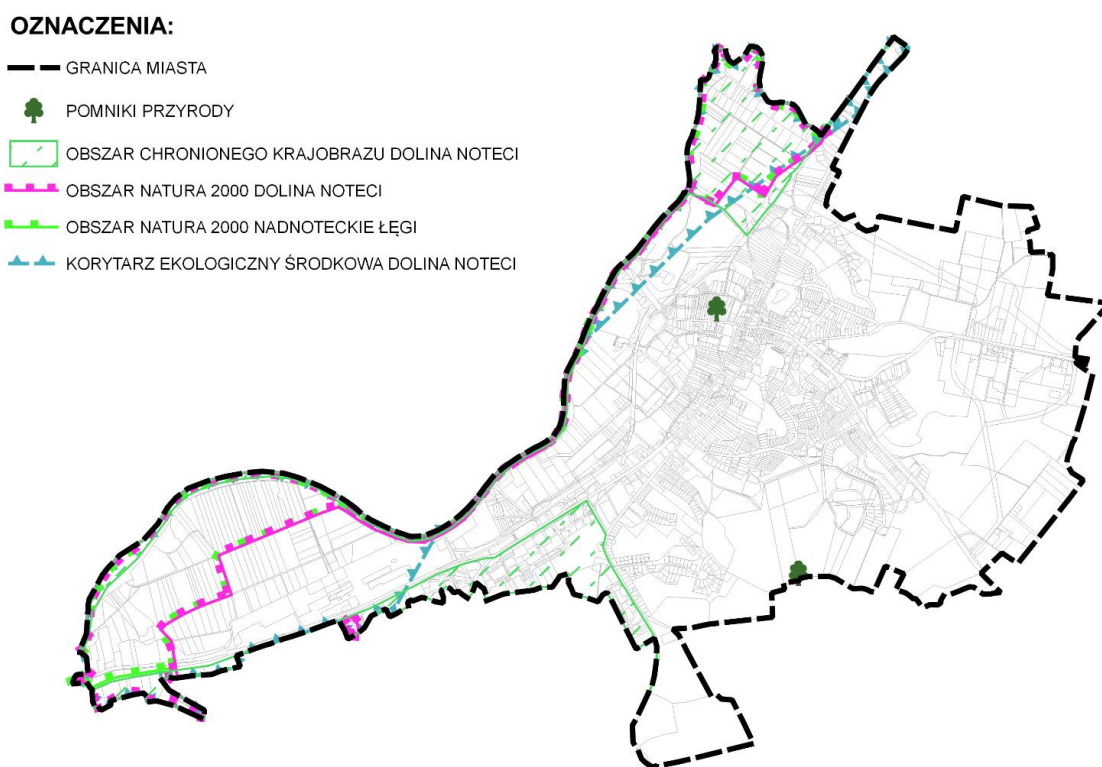 OZNACZENIA:
GRANICA MIASTA
POMNIKI PRZYRODY
OBSZAR CHRONIONEGO KRAJOBRAZU DOLINA NOTECI
OBSZAR NATURA 2000 DOLINA NOTECI
OBSZAR NATURA 2000 NADNOTECKIE ŁĘGI
KORYTARZ EKOLOGICZNY ŚRODKOWA DOLINA NOTECI